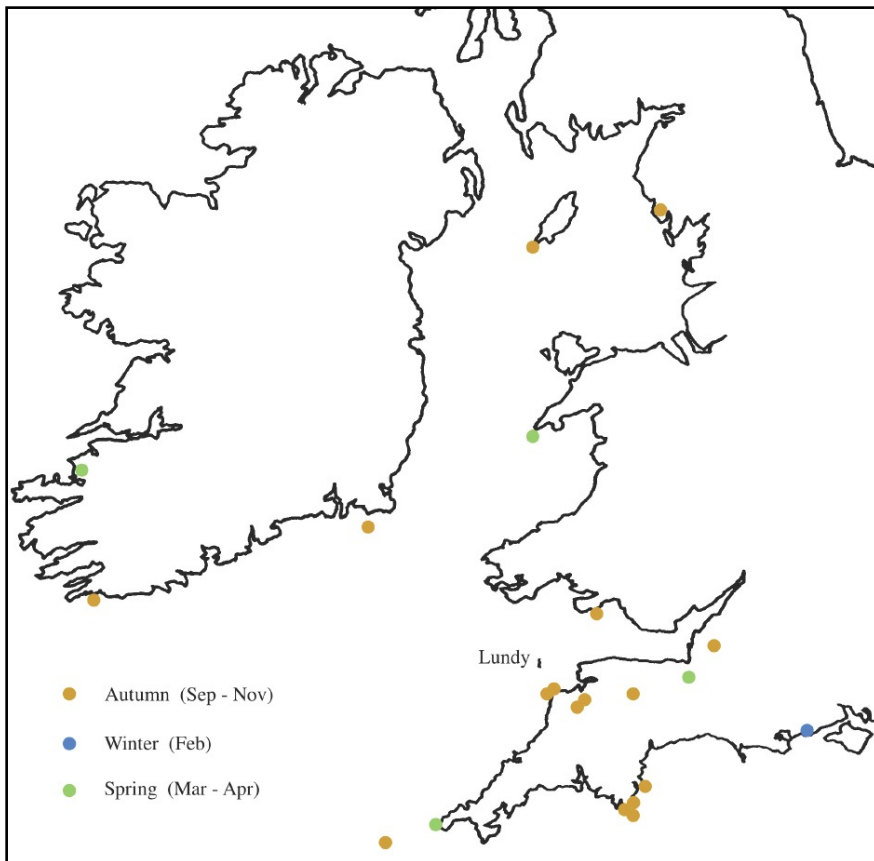 Lundy
Autumn (Sep - Nov)
Winter (Feb)
Spring (Mar - Apr)